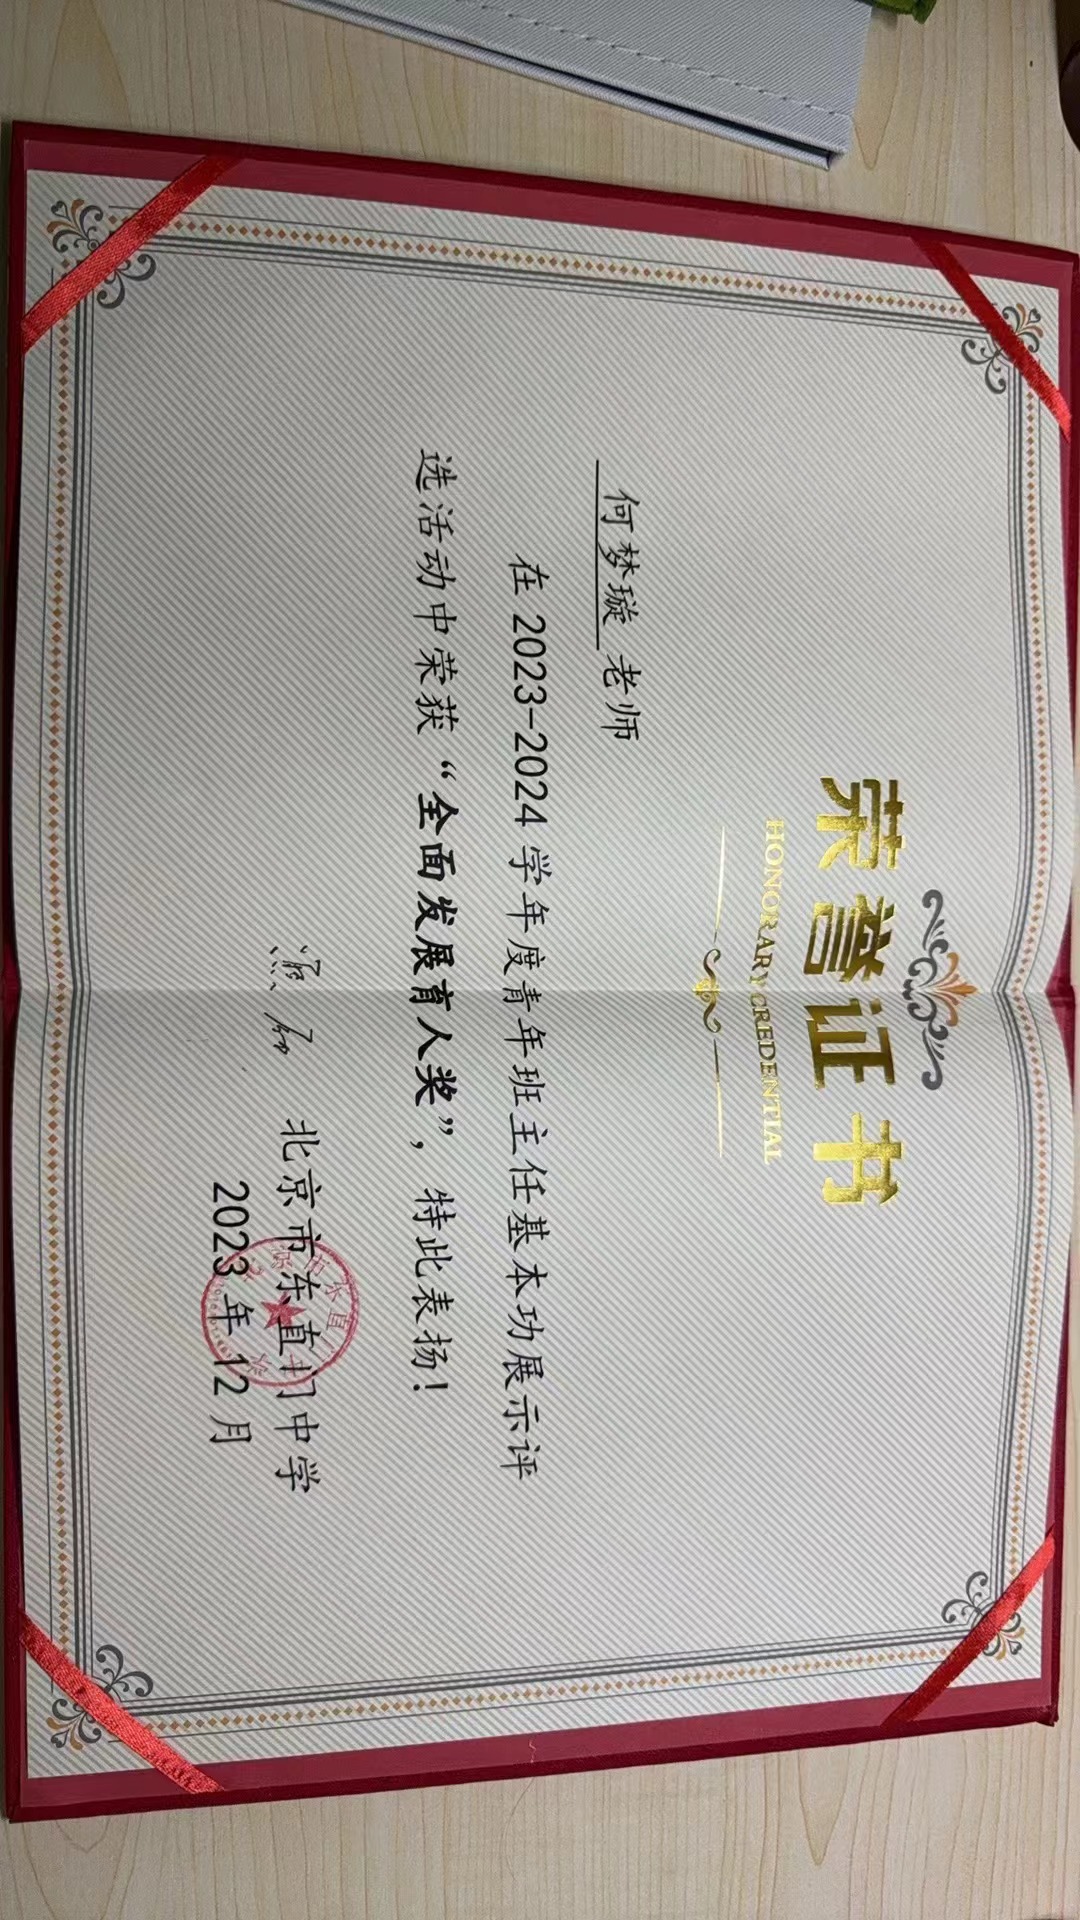 荣誉证书
HONORARY CREDENTIAL
何梦璇 老师
在 2023-2024 学年度青年班主任基本功展示评
选活动中荣获“全面发展育人奖”，特此表扬！
北京市东直门中学
2023 年 12 月